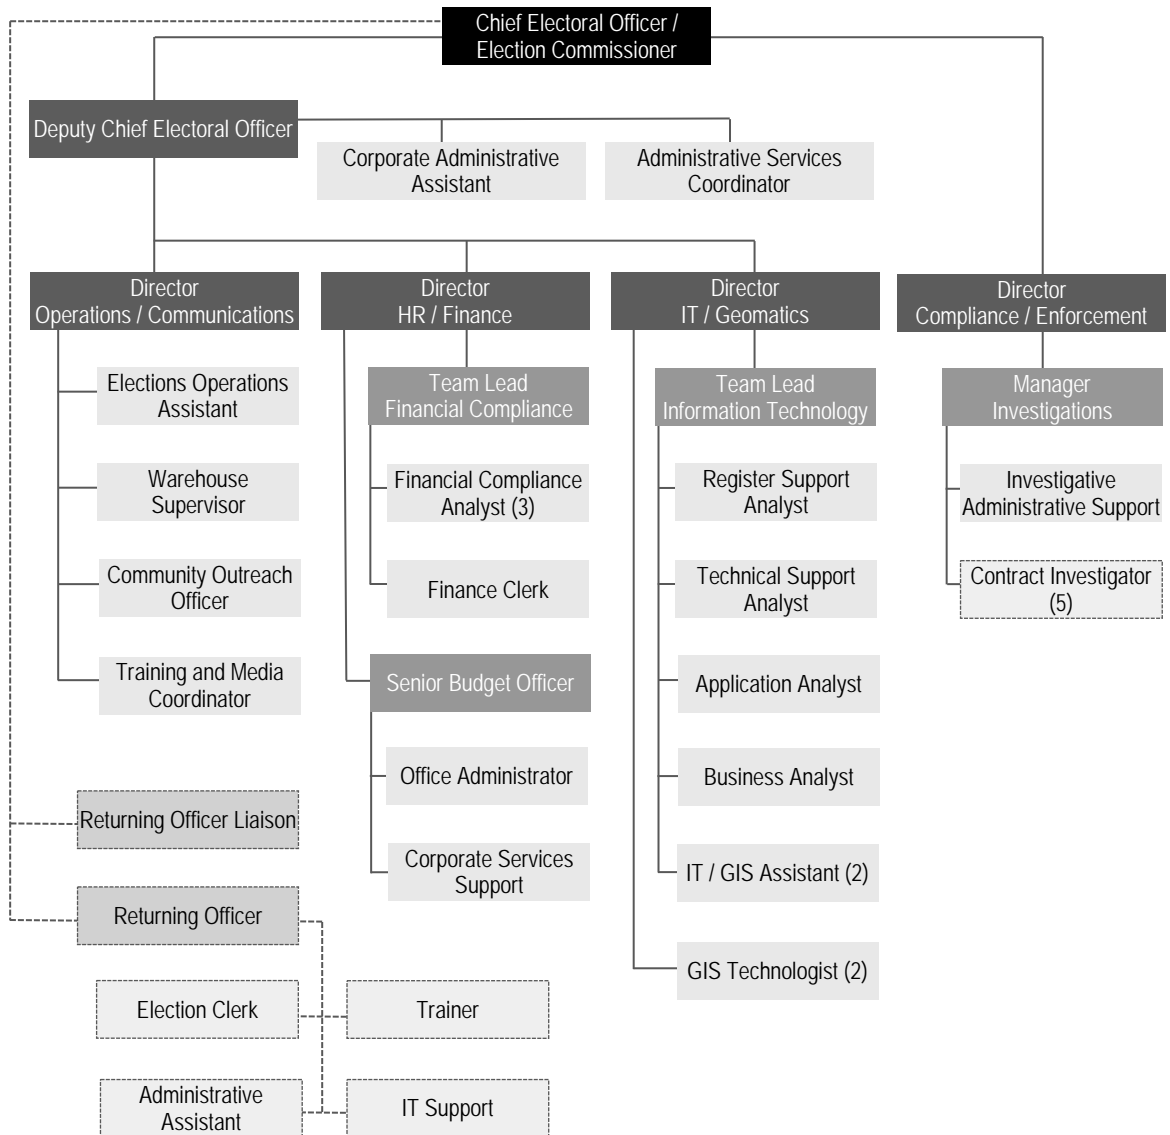 Chief Electoral Officer /
Election Commissioner
Deputy Chief Electoral Officer
Corporate Administrative
Assistant
Administrative Services
Coordinator
Director
Operations / Communications
Director
HR / Finance
Director
IT / Geomatics
Director
Compliance / Enforcement
Elections Operations
Assistant
Warehouse
Supervisor
Community Outreach
Officer
Training and Media
Coordinator
Team Lead
Financial Compliance
Financial Compliance
Analyst (3)
Finance Clerk
Senior Budget Officer
Office Administrator
Corporate Services
Support
Team Lead
Information Technology
Register Support
Analyst
Technical Support
Analyst
Application Analyst
Business Analyst
IT / GIS Assistant (2)
GIS Technologist (2)
Manager
Investigations
Investigative
Administrative Support
Contract Investigator
(5)
Returning Officer Liaison
Returning Officer
Election Clerk
Trainer
Administrative
Assistant
IT Support